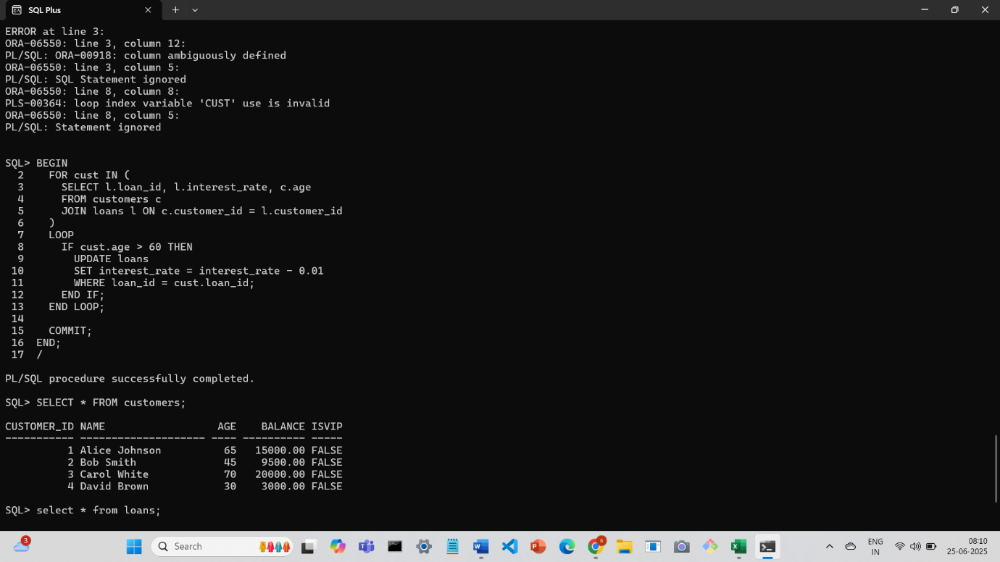 SQL Plus
ERROR at line 3:
ORA-06550: line 3, column 12:
PL/SQL: ORA-00918: column ambiguously defined
ORA-06550: line 3, column 5:
PL/SQL: SQL Statement ignored
ORA-06550: line 8, column 8:
PLS-00364: loop index variable 'CUST' use is invalid
ORA-06550: line 8, column 5:
PL/SQL: Statement ignored
SQL> BEGIN
  2    FOR cust IN (
  3      SELECT l.loan_id, l.interest_rate, c.age
  4      FROM customers c
  5      JOIN loans l ON c.customer_id = l.customer_id
  6    )
  7    LOOP
  8      IF cust.age > 60 THEN
  9        UPDATE loans
 10        SET interest_rate = interest_rate - 0.01
 11        WHERE loan_id = cust.loan_id;
 12      END IF;
 13    END LOOP;
 14
 15    COMMIT;
 16  END;
 17  /
PL/SQL procedure successfully completed.
SQL> SELECT * FROM customers;
CUSTOMER_ID NAME                  AGE    BALANCE ISVIP
----------- -------------------- ---- ---------- -----
          1 Alice Johnson          65   15000.00 FALSE
          2 Bob Smith              45    9500.00 FALSE
          3 Carol White            70   20000.00 FALSE
          4 David Brown            30    3000.00 FALSE
SQL> select * from loans;
3
Search
8
ENG
IN
08:10
25-06-2025